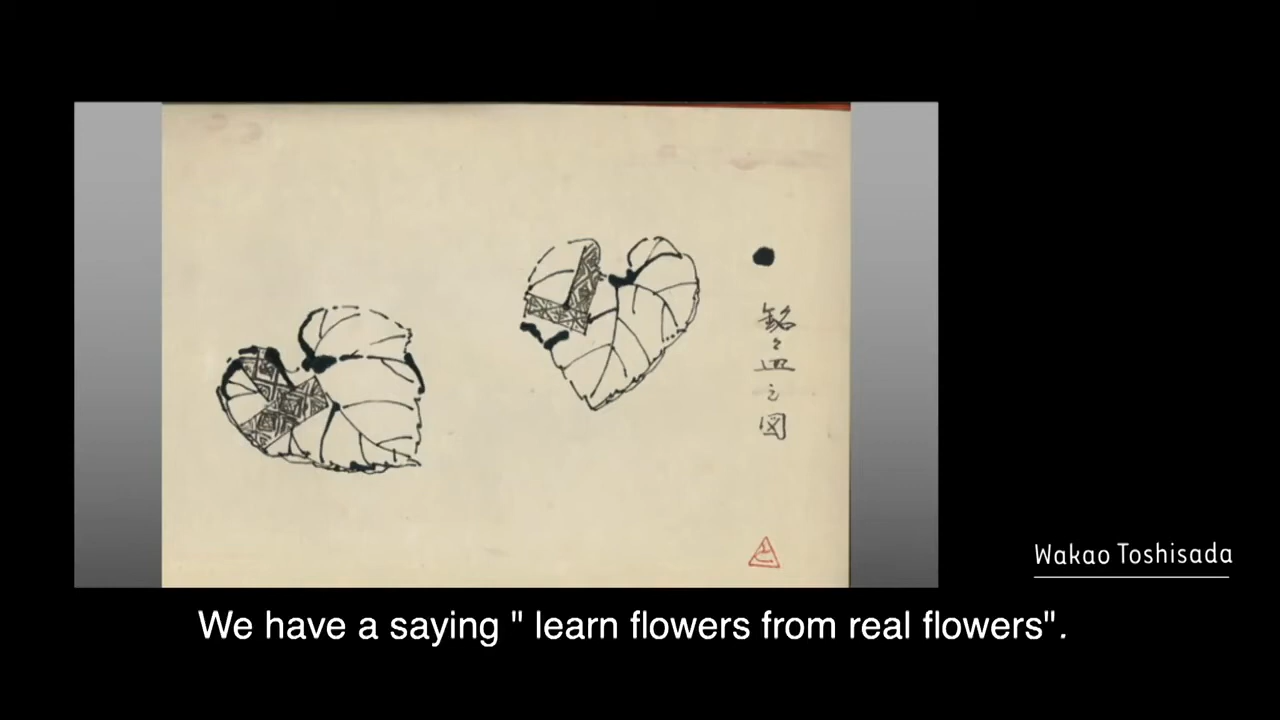 銘々皿之図
Wakao Toshisada
We have a saying " learn flowers from real flowers".